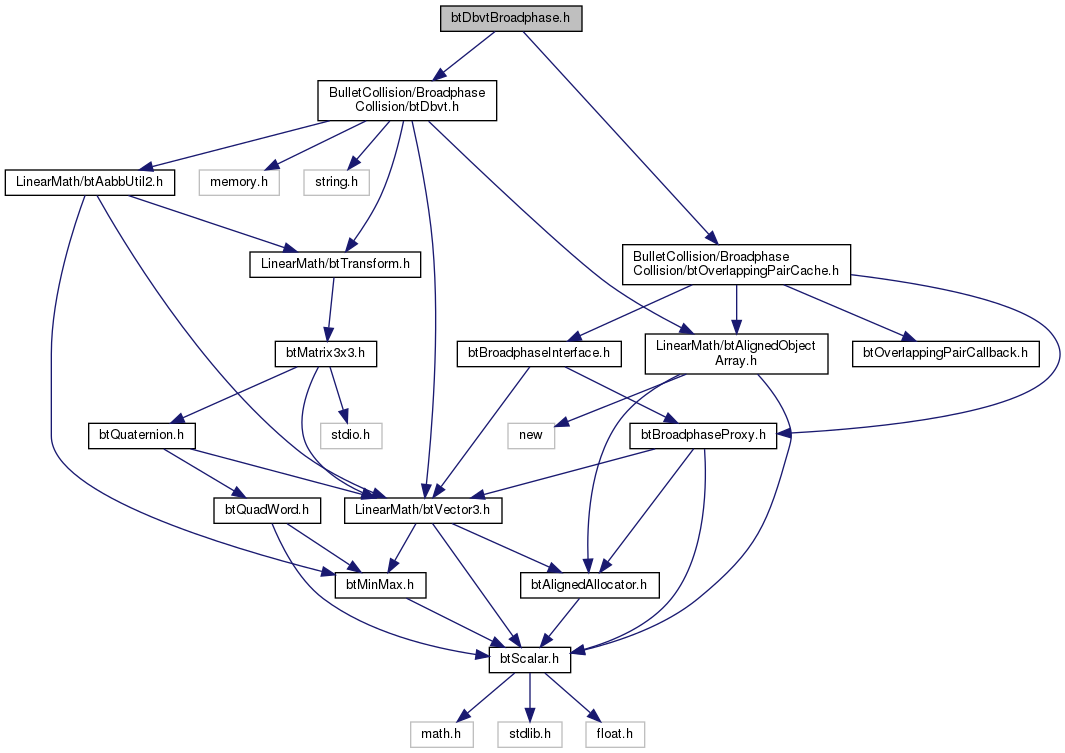 btDbvtBroadphase.h
BulletCollision/Broadphase
Collision/btDbvt.h
LinearMath/btAabbUtil2.h
memory.h
string.h
LinearMath/btTransform.h
BulletCollision/Broadphase
Collision/btOverlappingPairCache.h
btMatrix3x3.h
btBroadphaseInterface.h
LinearMath/btAlignedObject
Array.h
btOverlappingPairCallback.h
btQuaternion.h
stdio.h
new
btBroadphaseProxy.h
btQuadWord.h
LinearMath/btVector3.h
btMinMax.h
btAlignedAllocator.h
btScalar.h
math.h
stdlib.h
float.h